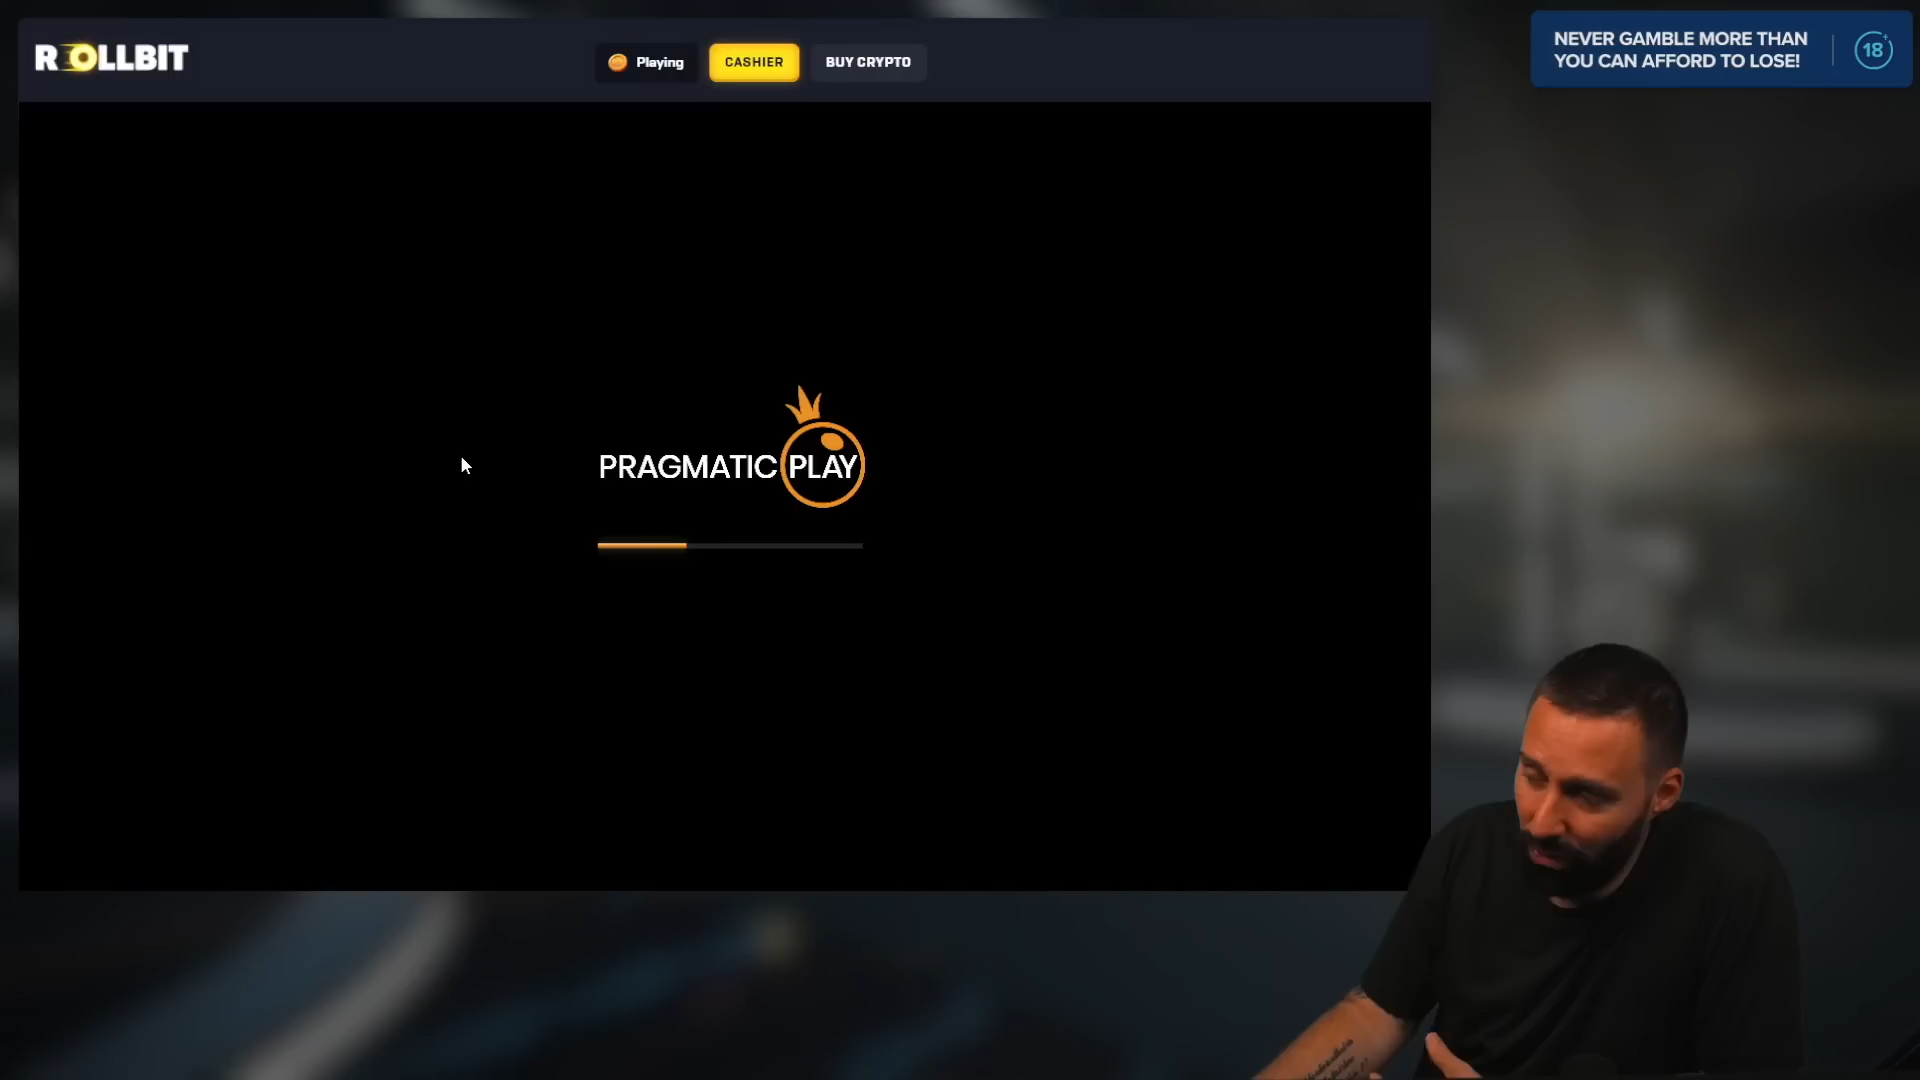 ROLLBIT
Playing
CASHIER
BUY CRYPTO
NEVER GAMBLE MORE THAN
YOU CAN AFFORD TO LOSE!
18+
PRAGMATIC PLAY